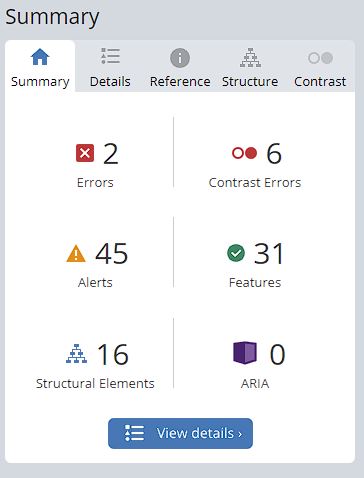 Summary
Summary Details Reference Structure Contrast
2 6
Errors Contrast Errors
45 31
Alerts Features
16 0
Structural Elements ARIA
View details ›